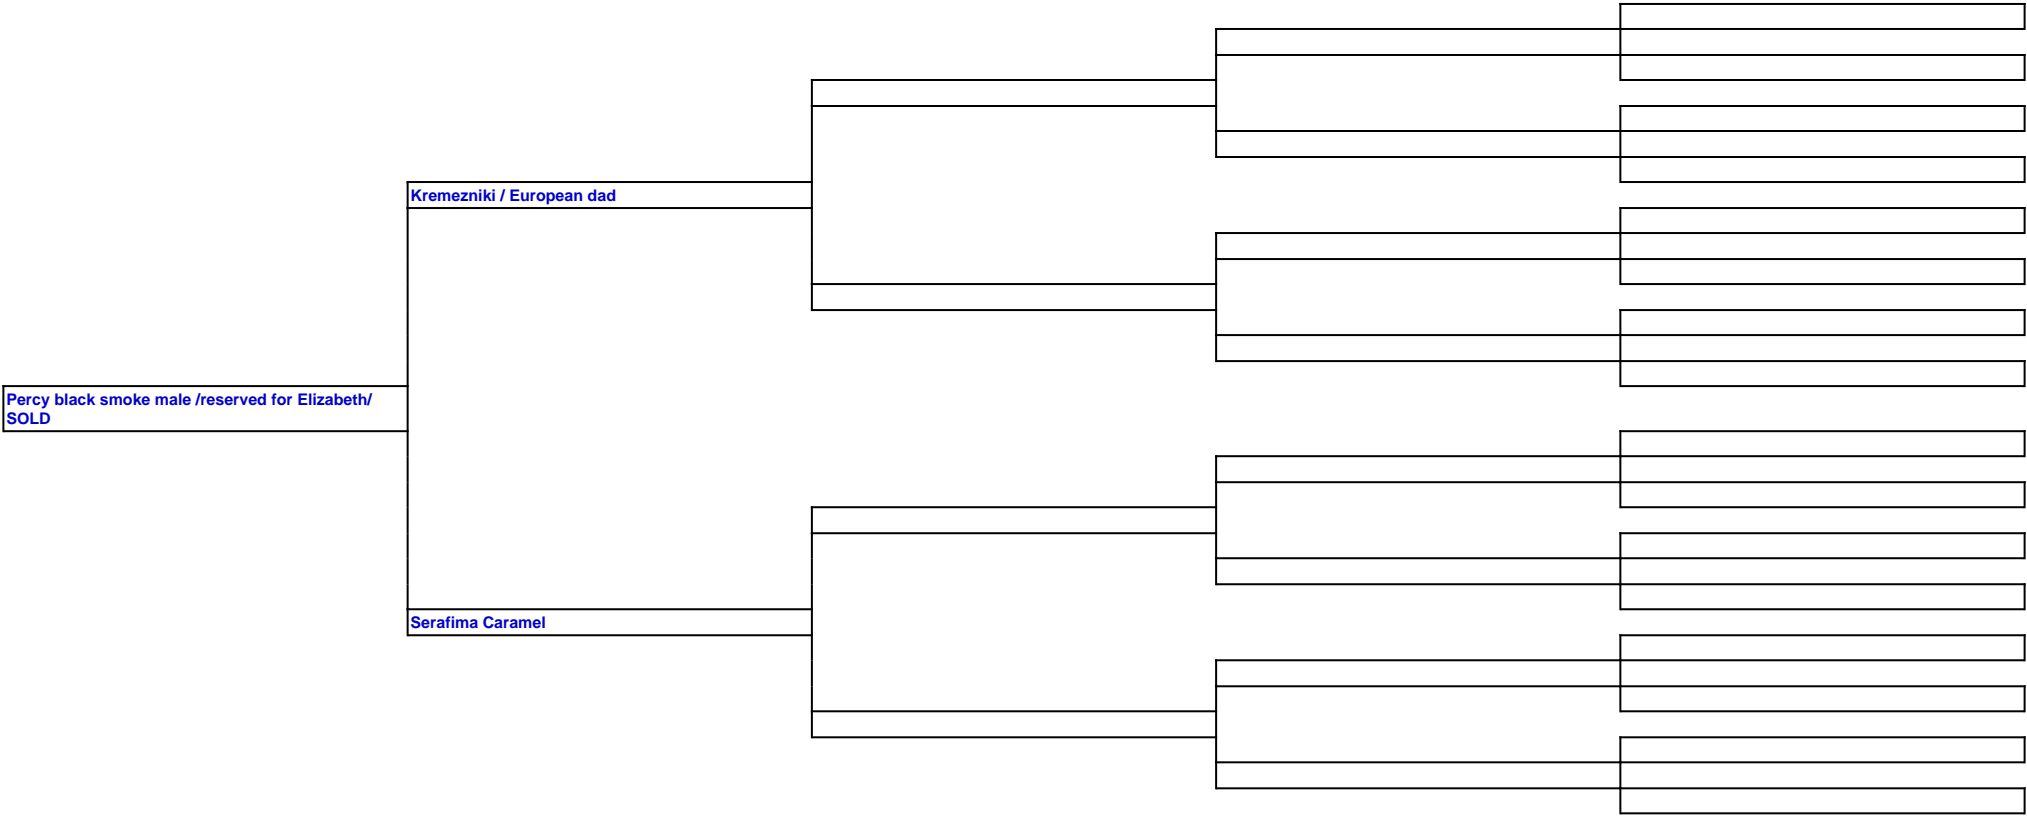 Kremezniki / European dad
Percy black smoke male /reserved for Elizabeth/
SOLD
Serafima Caramel